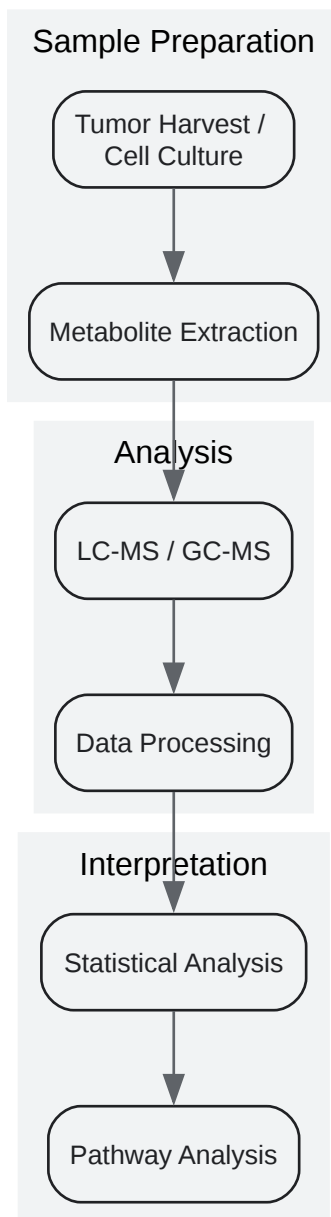 Sample Preparation
Tumor Harvest /
Cell Culture
Metabolite Extraction
Analysis
LC-MS / GC-MS
Data Processing
Interpretation
Statistical Analysis
Pathway Analysis